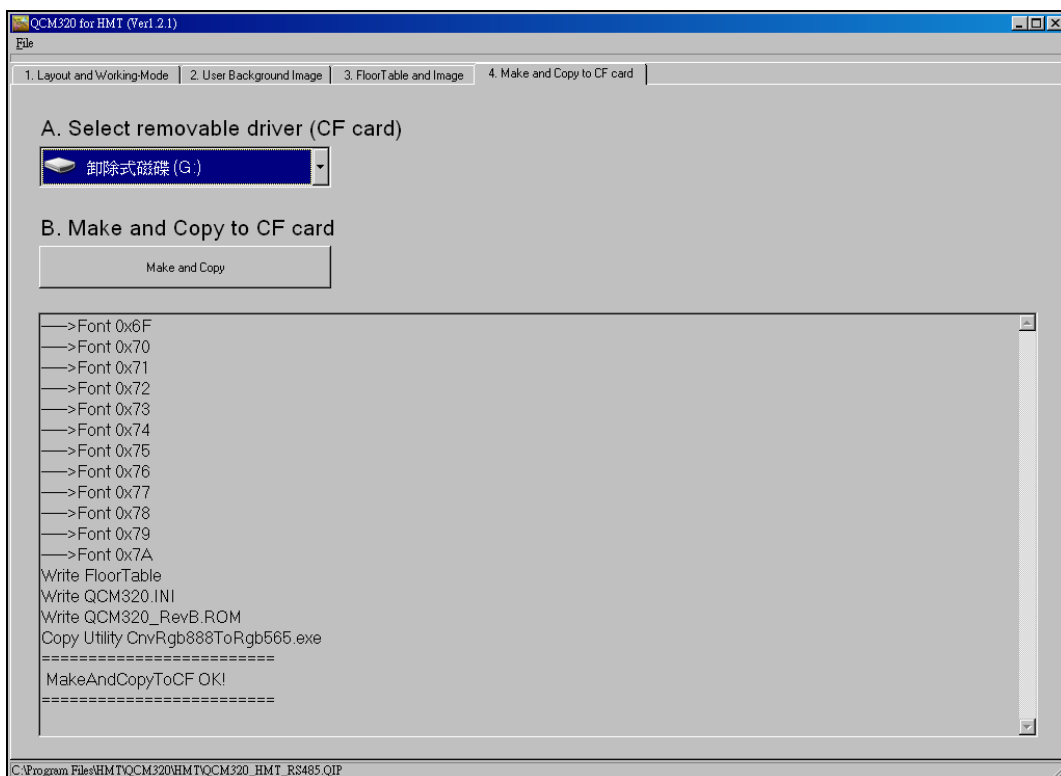 QCM320 for HMT (Ver1.2.1)
File
1. Layout and Working-Mode
2. User Background Image
3. FloorTable and Image
4. Make and Copy to CF card
A. Select removable driver (CF card)
卸除式磁碟 (G:)
B. Make and Copy to CF card
Make and Copy
----->Font 0x6F
----->Font 0x70
----->Font 0x71
----->Font 0x72
----->Font 0x73
----->Font 0x74
----->Font 0x75
----->Font 0x76
----->Font 0x77
----->Font 0x78
----->Font 0x79
----->Font 0x7A
Write FloorTable
Write QCM320.INI
Write QCM320_RevB.ROM
Copy Utility CnvRgb888ToRgb565.exe
=========================
MakeAndCopyToCF OK!
=========================
C:\Program Files\HMT\QCM320\HMT\QCM320_HMT_RS485.QIP